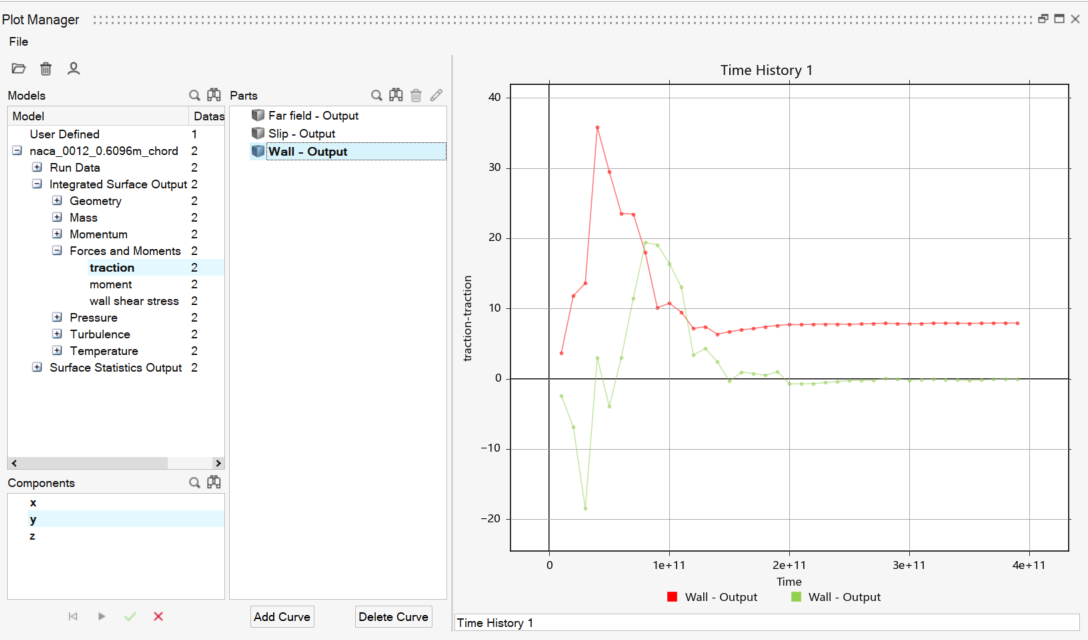 Plot Manager
File
Models
Model Datas
User Defined 1
naca_0012_0.6096m_chord 2
Run Data 2
Integrated Surface Output 2
Geometry 2
Mass 2
Momentum 2
Forces and Moments 2
traction 2
moment 2
wall shear stress 2
Pressure 2
Turbulence 2
Temperature 2
Surface Statistics Output 2
Components
x
y
z
Parts
Far field - Output
Slip - Output
Wall - Output
Add Curve Delete Curve
Time History 1
traction-traction
40
30
20
10
0
−10
−20
0 1e+11 2e+11 3e+11 4e+11
Time
Wall - Output Wall - Output
Time History 1